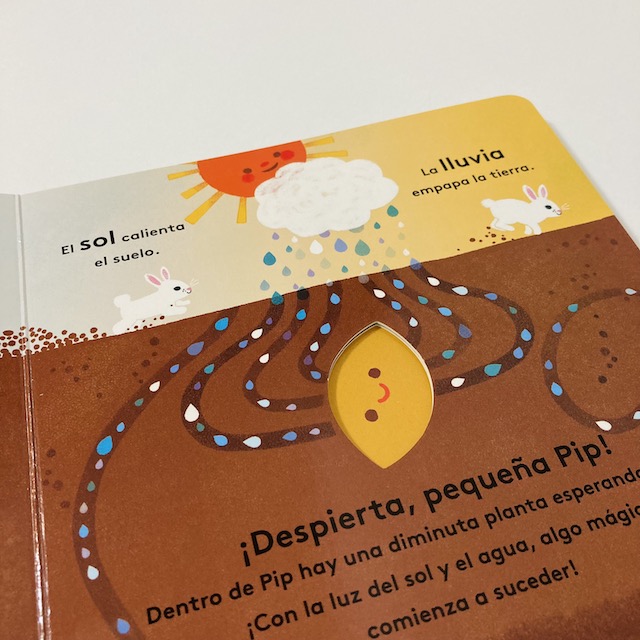 El sol calienta
el suelo.
La lluvia
empapa la tierra.
¡Despierta, pequeña Pip!
Dentro de Pip hay una diminuta planta esperando
¡Con la luz del sol y el agua, algo mági
comienza a suceder!